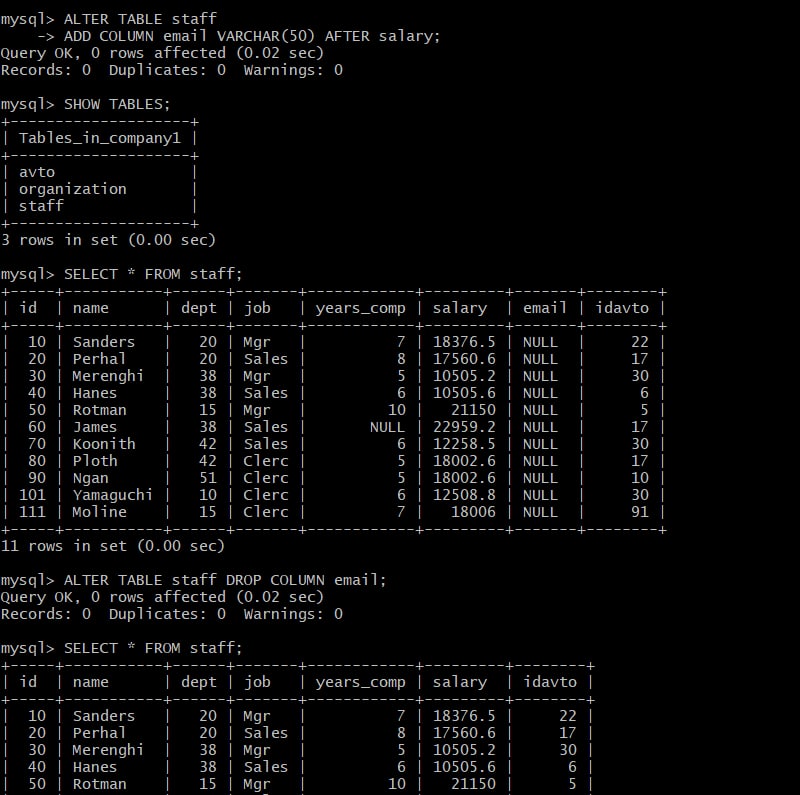 mysql> ALTER TABLE staff
    -> ADD COLUMN email VARCHAR(50) AFTER salary;
Query OK, 0 rows affected (0.02 sec)
Records: 0  Duplicates: 0  Warnings: 0
mysql> SHOW TABLES;
+--------------------+
| Tables_in_company1 |
+--------------------+
| avto               |
| organization       |
| staff              |
+--------------------+
3 rows in set (0.00 sec)
mysql> SELECT * FROM staff;
+-----+-----------+------+-------+------------+---------+-------+--------+
| id  | name      | dept | job   | years_comp | salary  | email | idavto |
+-----+-----------+------+-------+------------+---------+-------+--------+
|  10 | Sanders   |   20 | Mgr   |          7 | 18376.5 | NULL  |     22 |
|  20 | Perhal    |   20 | Sales |          8 | 17560.6 | NULL  |     17 |
|  30 | Merenghi  |   38 | Mgr   |          5 | 10505.2 | NULL  |     30 |
|  40 | Hanes     |   38 | Sales |          6 | 10505.6 | NULL  |      6 |
|  50 | Rotman    |   15 | Mgr   |         10 |   21150 | NULL  |      5 |
|  60 | James     |   38 | Sales |       NULL | 22959.2 | NULL  |     17 |
|  70 | Koonith   |   42 | Sales |          6 | 12258.5 | NULL  |     30 |
|  80 | Ploth     |   42 | Clerc |          5 | 18002.6 | NULL  |     17 |
|  90 | Ngan      |   51 | Clerc |          5 | 18002.6 | NULL  |     10 |
| 101 | Yamaguchi |   10 | Clerc |          6 | 12508.8 | NULL  |     30 |
| 111 | Moline    |   15 | Clerc |          7 |   18006 | NULL  |     91 |
+-----+-----------+------+-------+------------+---------+-------+--------+
11 rows in set (0.00 sec)
mysql> ALTER TABLE staff DROP COLUMN email;
Query OK, 0 rows affected (0.02 sec)
Records: 0  Duplicates: 0  Warnings: 0
mysql> SELECT * FROM staff;
+-----+-----------+------+-------+------------+---------+--------+
| id  | name      | dept | job   | years_comp | salary  | idavto |
+-----+-----------+------+-------+------------+---------+--------+
|  10 | Sanders   |   20 | Mgr   |          7 | 18376.5 |     22 |
|  20 | Perhal    |   20 | Sales |          8 | 17560.6 |     17 |
|  30 | Merenghi  |   38 | Mgr   |          5 | 10505.2 |     30 |
|  40 | Hanes     |   38 | Sales |          6 | 10505.6 |      6 |
|  50 | Rotman    |   15 | Mgr   |         10 |   21150 |      5 |